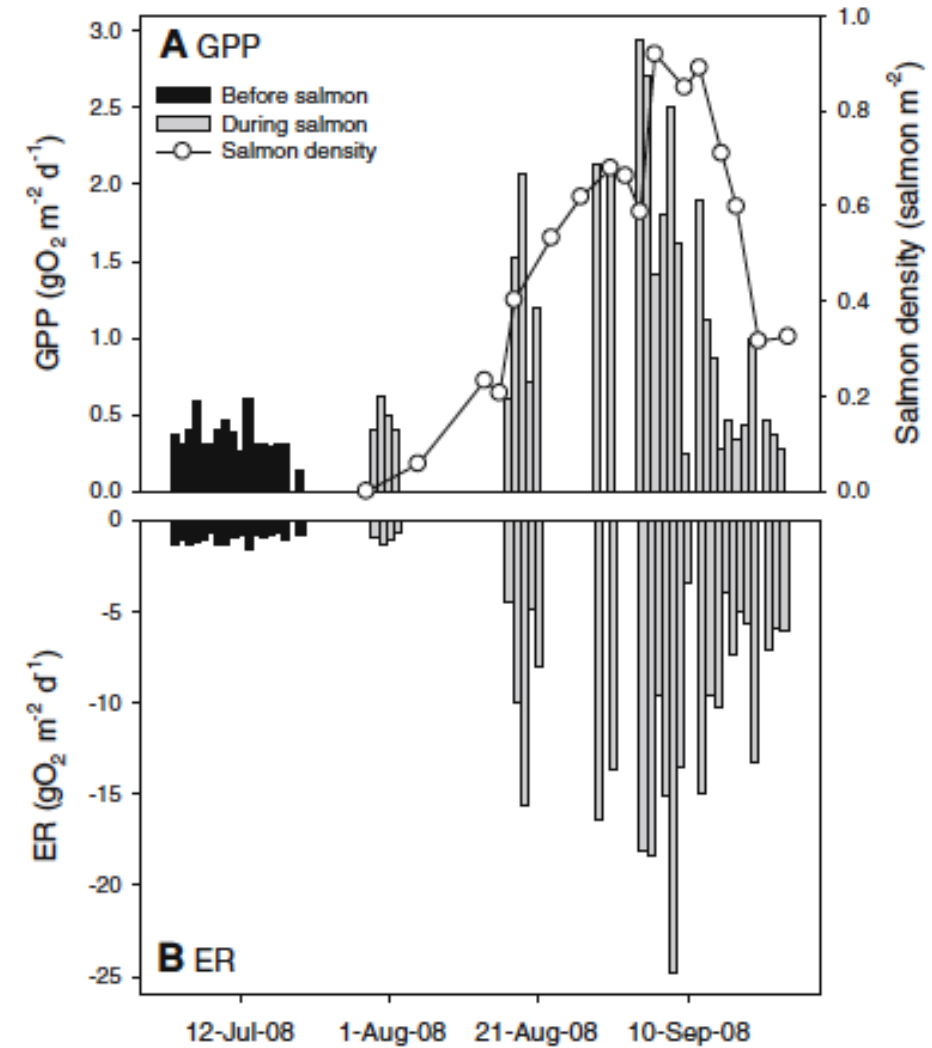 A GPP
Before salmon
During salmon
Salmon density
GPP (gO2 m-2 d-1)
3.0
2.5
2.0
1.5
1.0
0.5
0.0
Salmon density (salmon m-2)
1.0
0.8
0.6
0.4
0.2
0.0
ER (gO2 m-2 d-1)
0
-5
-10
-15
-20
-25
B ER
12-Jul-08 1-Aug-08 21-Aug-08 10-Sep-08